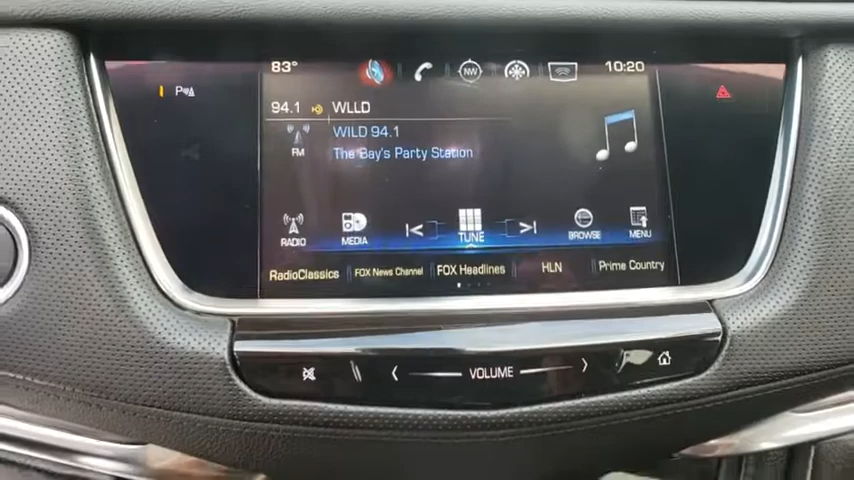 83° NW 10:20
P
94.1 WLLD
WILD 94.1
FM The Bay's Party Station
RADIO MEDIA TUNE BROWSE MENU
RadioClassics FOX News Channel FOX Headlines HLN Prime Country
VOLUME